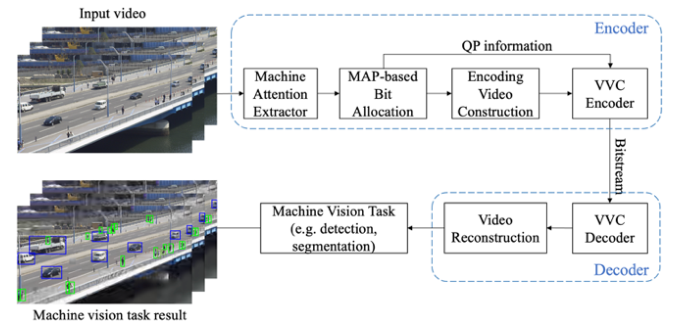 Input video
Encoder
QP information
Machine
Attention
Extractor
MAP-based
Bit
Allocation
Encoding
Video
Construction
VVC
Encoder
Bitstream
Machine Vision Task
(e.g. detection,
segmentation)
Video
Reconstruction
VVC
Decoder
Decoder
Machine vision task result